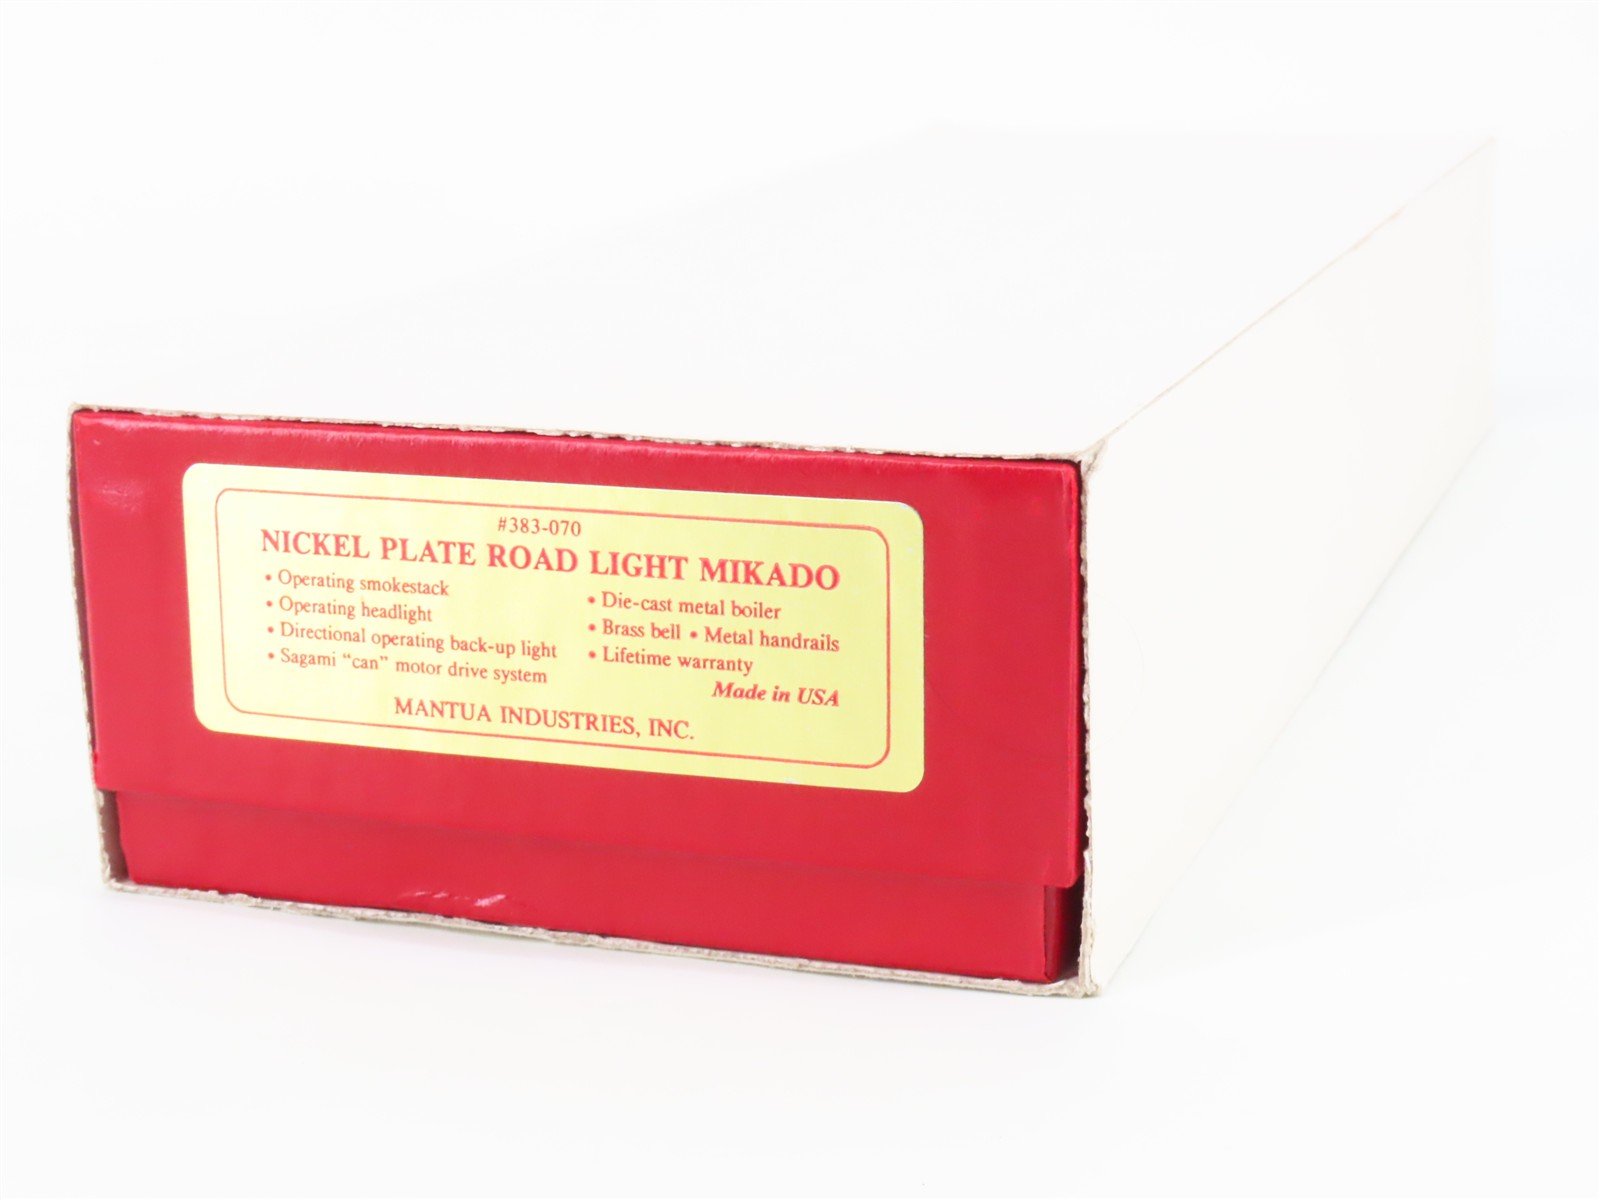 #383-070
NICKEL PLATE ROAD LIGHT MIKADO
• Operating smokestack
• Operating headlight
• Directional operating back-up light
• Sagami “can” motor drive system
• Die-cast metal boiler
• Brass bell • Metal handrails
• Lifetime warranty
Made in USA
MANTUA INDUSTRIES, INC.